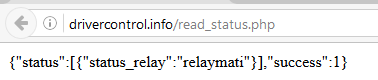 drivercontrol.info/read_status.php
{"status":[{"status_relay":"relaymati"}],"success":1}